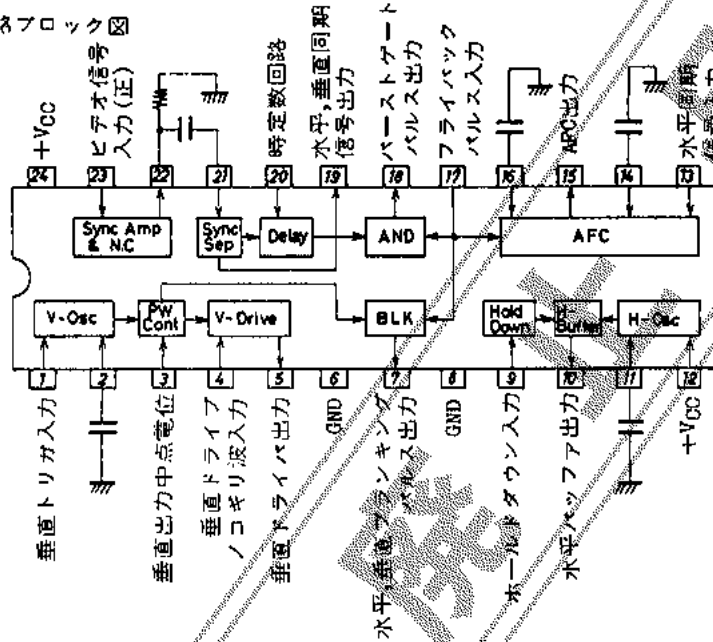 ブロック図
+VCC
ビデオ信号
入力(正)
時定数回路
水平,垂直同期
信号出力
バーストゲート
パルス出力
フライバック
パルス入力
AFC出力
水平同期
24 23 22 21 20 19 18 17 16 15 14 13
Sync Amp
& N.C
Sync
Sep
Delay
AND
AFC
V-Osc
PW
Cont
V-Drive
BLK
Hold
Down
H-
Buffer
H-Osc
1 2 3 4 5 6 7 8 9 10 11 12
垂直トリガ入力
垂直出力中点電位
垂直ドライブ
ノコギリ波入力
垂直ドライバ出力
GND
水平,垂直ブランキング
パルス出力
GND
ホールドダウン入力
水平バッファ出力
+VCC